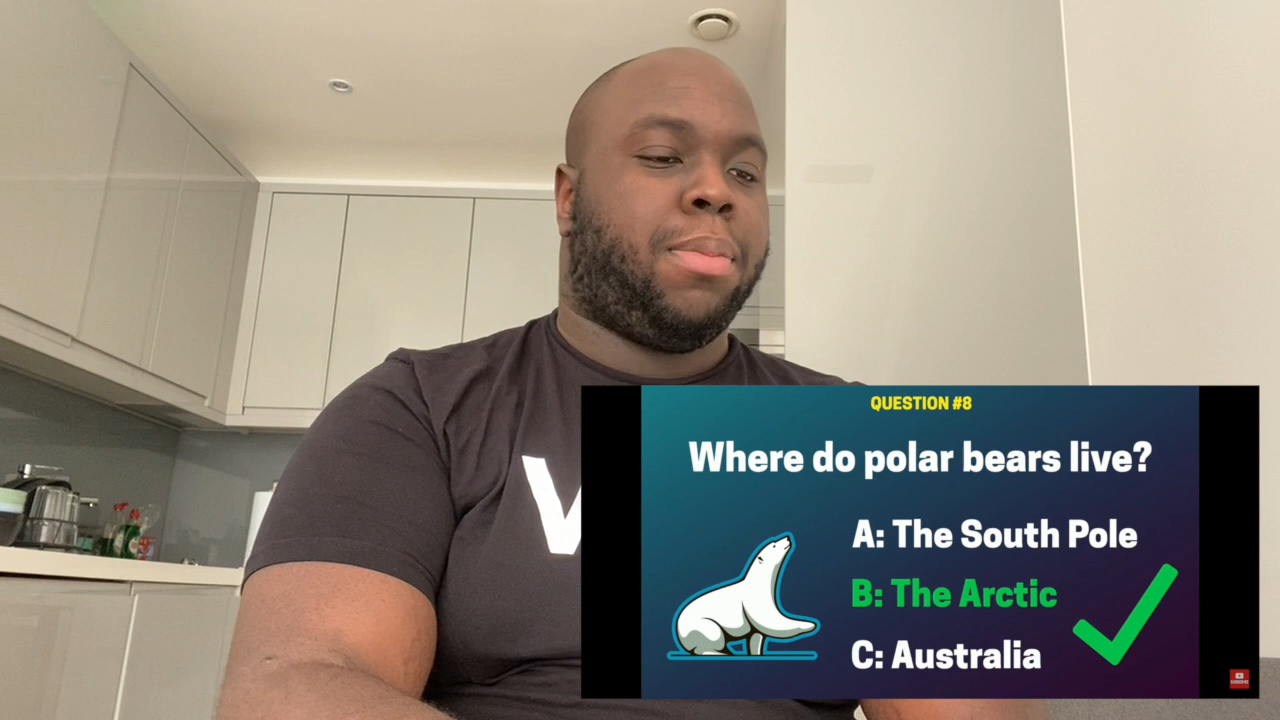 QUESTION #8
Where do polar bears live?
A: The South Pole
B: The Arctic
C: Australia